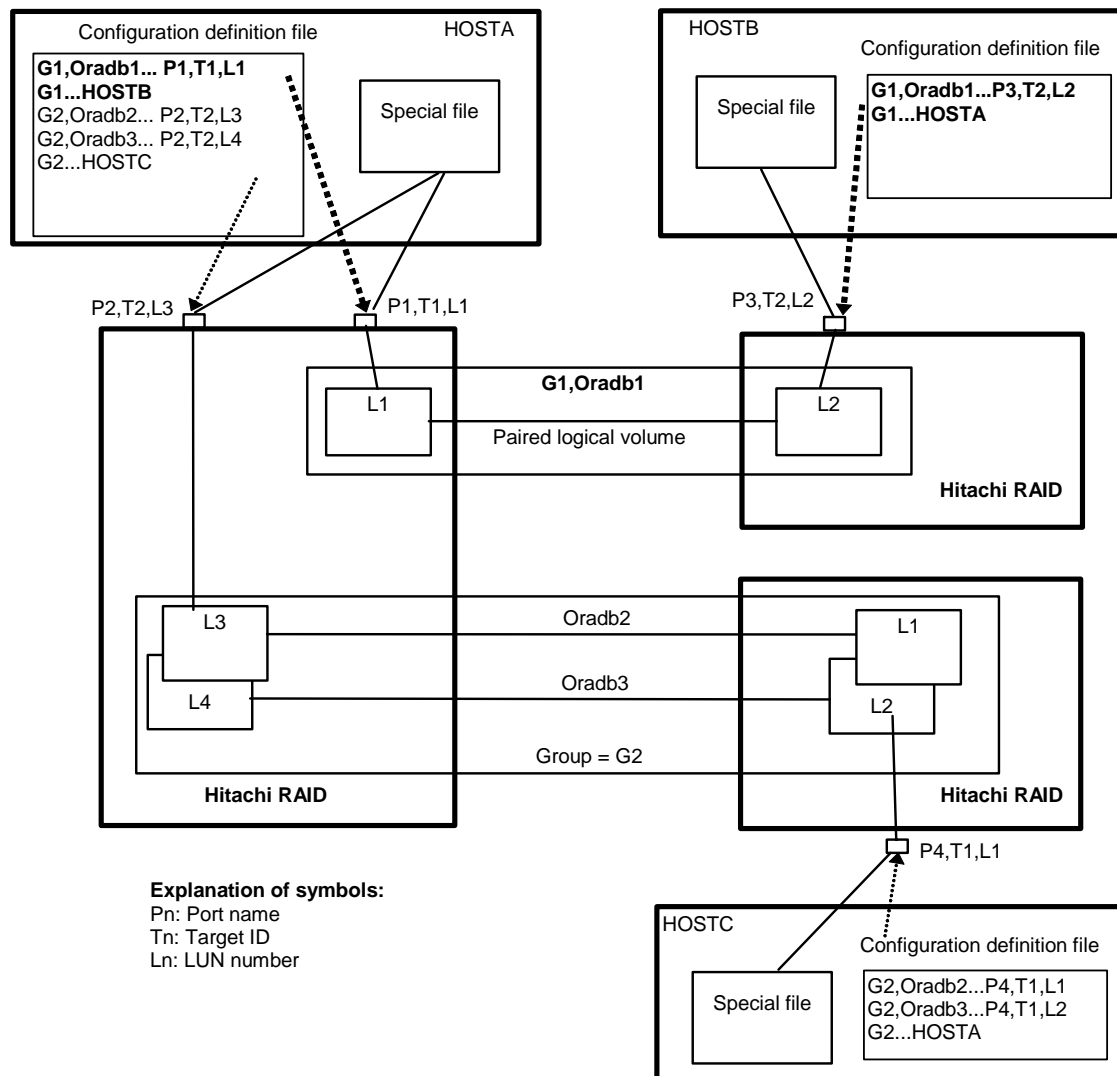 HOSTA
Configuration definition file
G1,Oradb1... P1,T1,L1
G1...HOSTB
G2,Oradb2... P2,T2,L3
G2,Oradb3... P2,T2,L4
G2...HOSTC
Special file
HOSTB
Configuration definition file
G1,Oradb1...P3,T2,L2
G1...HOSTA
Special file
P2,T2,L3
P1,T1,L1
P3,T2,L2
G1,Oradb1
L1
L2
Paired logical volume
Hitachi RAID
L3
L4
Oradb2
Oradb3
L1
L2
Group = G2
Hitachi RAID
Hitachi RAID
P4,T1,L1
Explanation of symbols:
Pn: Port name
Tn: Target ID
Ln: LUN number
HOSTC
Configuration definition file
Special file
G2,Oradb2...P4,T1,L1
G2,Oradb3...P4,T1,L2
G2...HOSTA